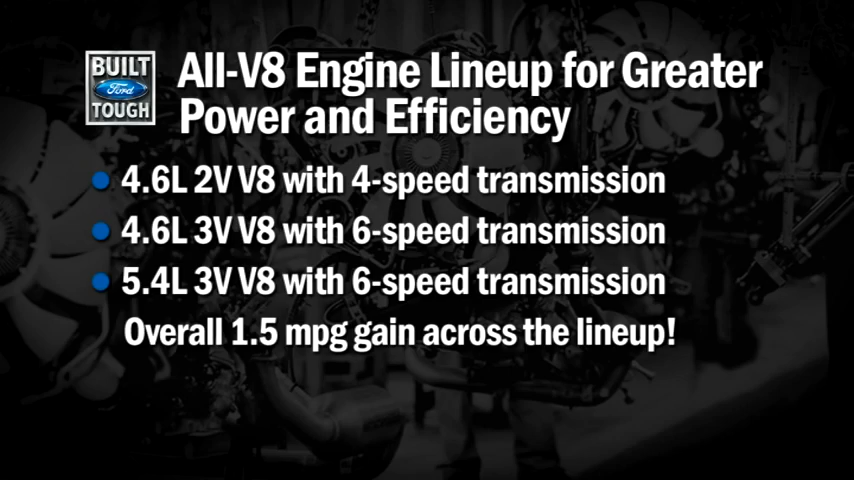 BUILT
Ford
TOUGH
All-V8 Engine Lineup for Greater
Power and Efficiency
4.6L 2V V8 with 4-speed transmission
4.6L 3V V8 with 6-speed transmission
5.4L 3V V8 with 6-speed transmission
Overall 1.5 mpg gain across the lineup!